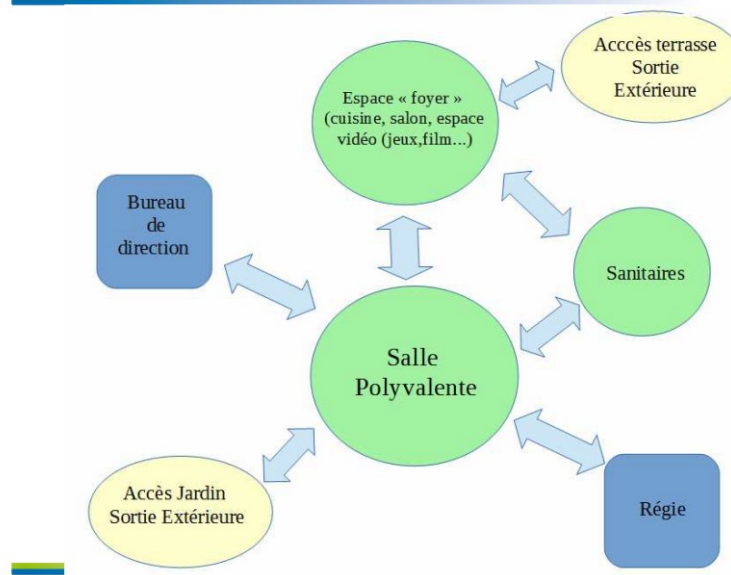 Acccès terrasse
Sortie
Extérieure
Espace « foyer »
(cuisine, salon, espace
vidéo (jeux,film...)
Bureau
de
direction
Sanitaires
Salle
Polyvalente
Accès Jardin
Sortie Extérieure
Régie